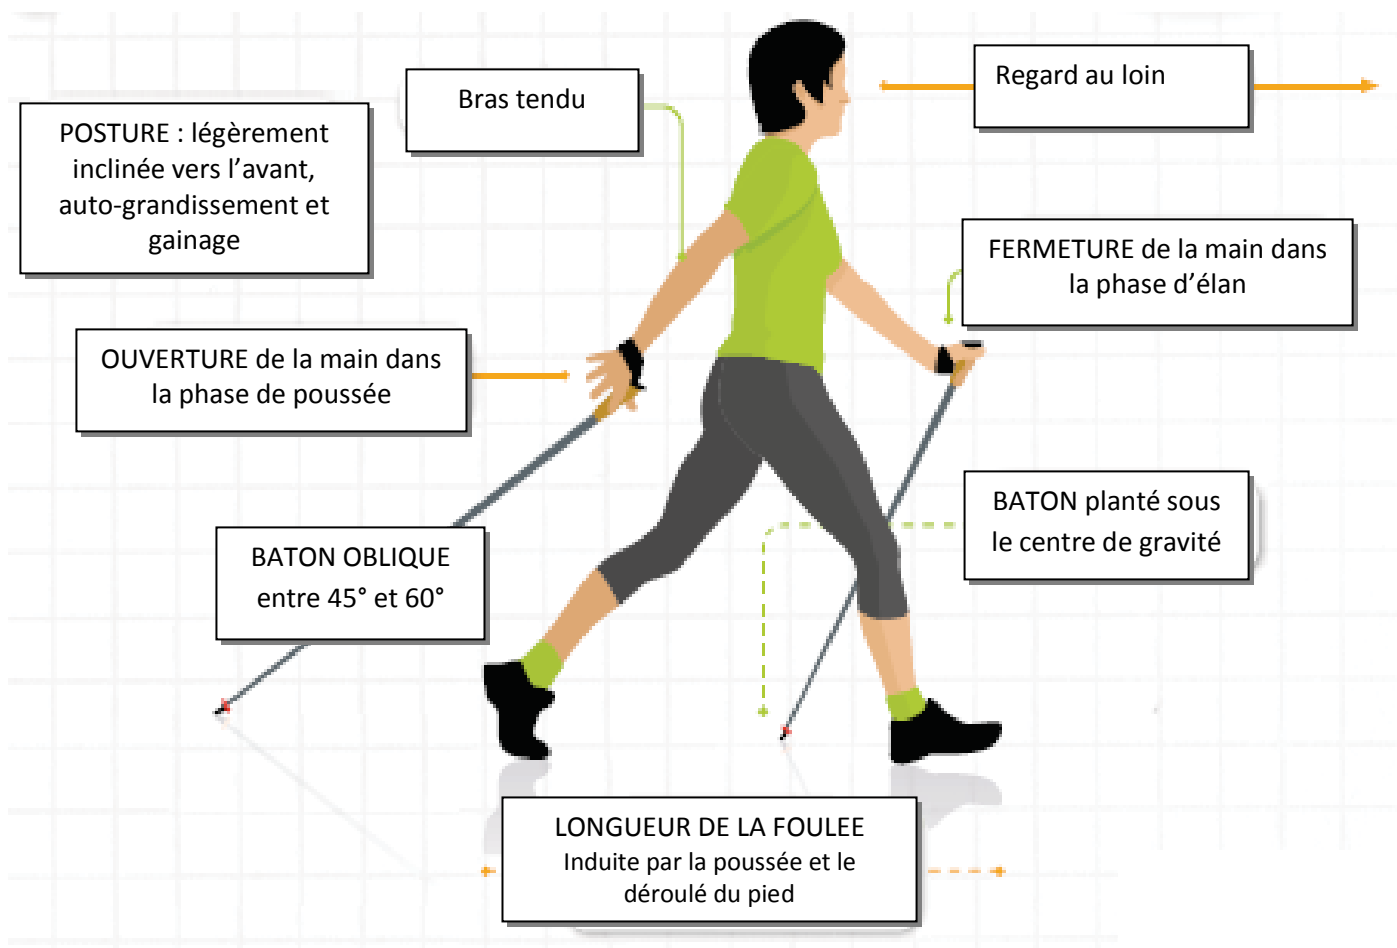 Bras tendu
Regard au loin
POSTURE : légèrement
inclinée vers l’avant,
auto-grandissement et
gainage
FERMETURE de la main dans
la phase d’élan
OUVERTURE de la main dans
la phase de poussée
BATON planté sous
le centre de gravité
BATON OBLIQUE
entre 45° et 60°
LONGUEUR DE LA FOULEE
Induite par la poussée et le
déroulé du pied